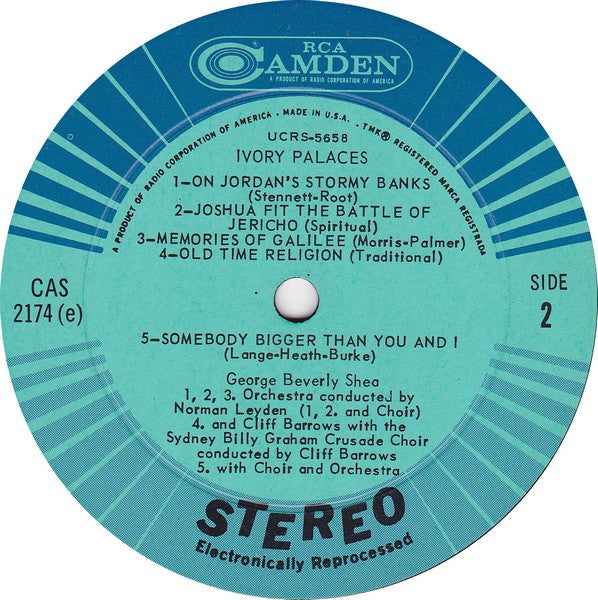 RCA
CAMDEN
A PRODUCT OF RADIO CORPORATION OF AMERICA
A PRODUCT OF RADIO CORPORATION OF AMERICA • MADE IN U.S.A. • TMK® REGISTERED MARCA REGISTRADA
UCRS-5658
IVORY PALACES
1—ON JORDAN'S STORMY BANKS
(Stennett-Root)
2—JOSHUA FIT THE BATTLE OF
JERICHO (Spiritual)
3—MEMORIES OF GALILEE (Morris-Palmer)
4—OLD TIME RELIGION (Traditional)
CAS
2174 (e)
SIDE
2
5—SOMEBODY BIGGER THAN YOU AND I
(Lange-Heath-Burke)
George Beverly Shea
1, 2, 3. Orchestra conducted by
Norman Leyden (1, 2. and Choir)
4. and Cliff Barrows with the
Sydney Billy Graham Crusade Choir
conducted by Cliff Barrows
5. with Choir and Orchestra
STEREO
Electronically Reprocessed